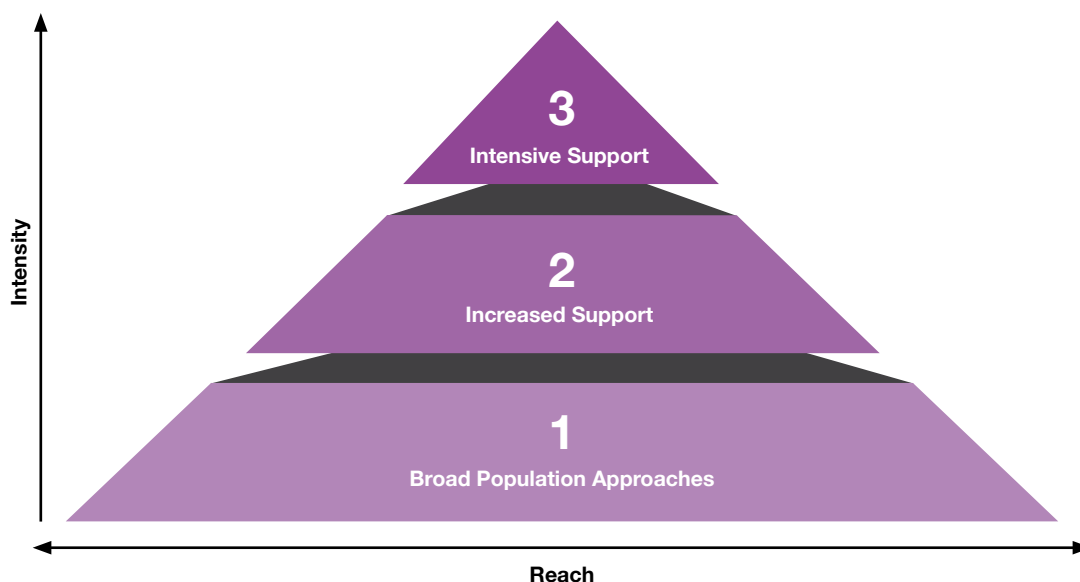 3
Intensive Support
2
Increased Support
1
Broad Population Approaches
Intensity
Reach